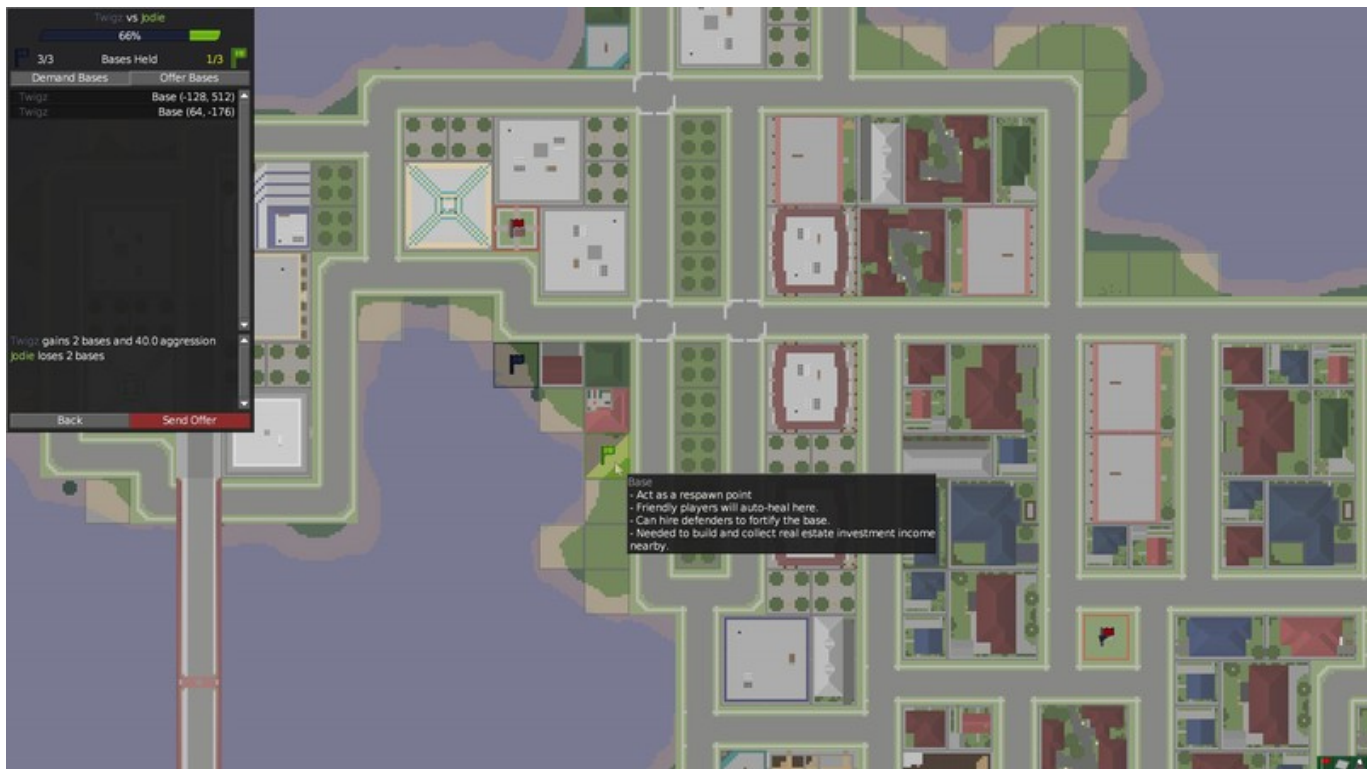 Twigz vs Jodie
66%
3/3 Bases Held 1/3
Demand Bases Offer Bases
Twigz Base (-128, 512)
Twigz Base (64, -176)
Twigz gains 2 bases and 40.0 aggression
Jodie loses 2 bases
Back Send Offer
Base
- Act as a respawn point
- Friendly players will auto-heal here.
- Can hire defenders to fortify the base.
- Needed to build and collect real estate investment income
nearby.